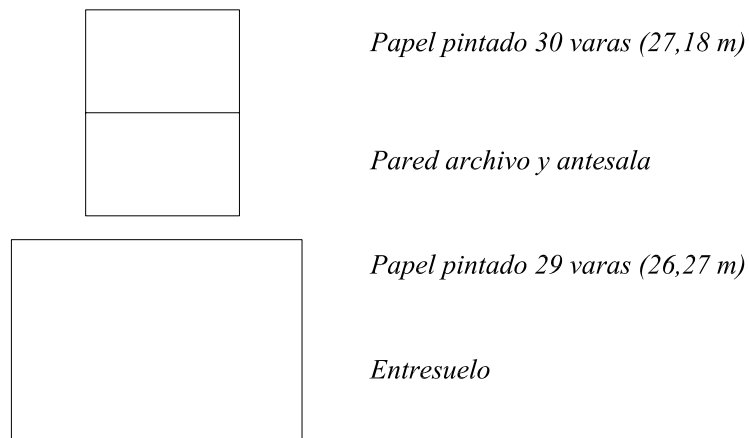 Papel pintado 30 varas (27,18 m)
Pared archivo y antesala
Papel pintado 29 varas (26,27 m)
Entresuelo